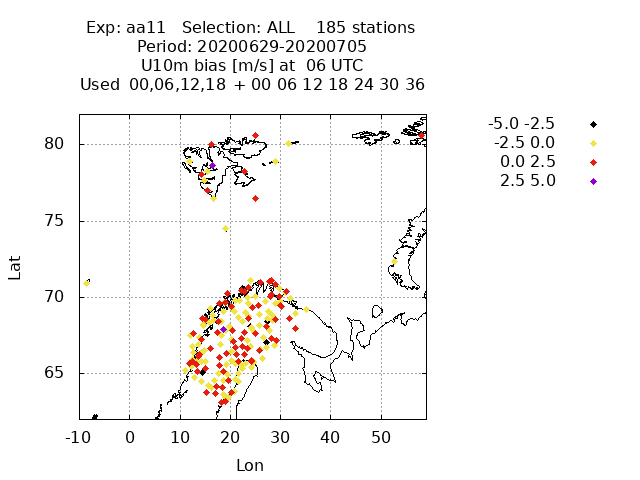 Exp: aa11 Selection: ALL 185 stations
Period: 20200629-20200705
U10m bias [m/s] at 06 UTC
Used 00,06,12,18 + 00 06 12 18 24 30 36
-5.0 -2.5
-2.5 0.0
0.0 2.5
2.5 5.0
80
75
70
65
Lat
-10 0 10 20 30 40 50
Lon